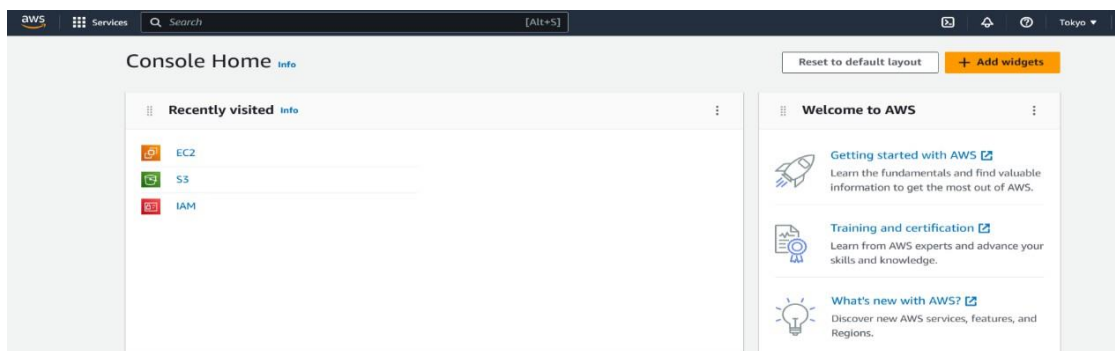 aws Services Search [Alt+S] Tokyo
Console Home Info
Reset to default layout
+ Add widgets
Recently visited Info
EC2
S3
IAM
Welcome to AWS
Getting started with AWS
Learn the fundamentals and find valuable
information to get the most out of AWS.
Training and certification
Learn from AWS experts and advance your
skills and knowledge.
What's new with AWS?
Discover new AWS services, features, and
Regions.